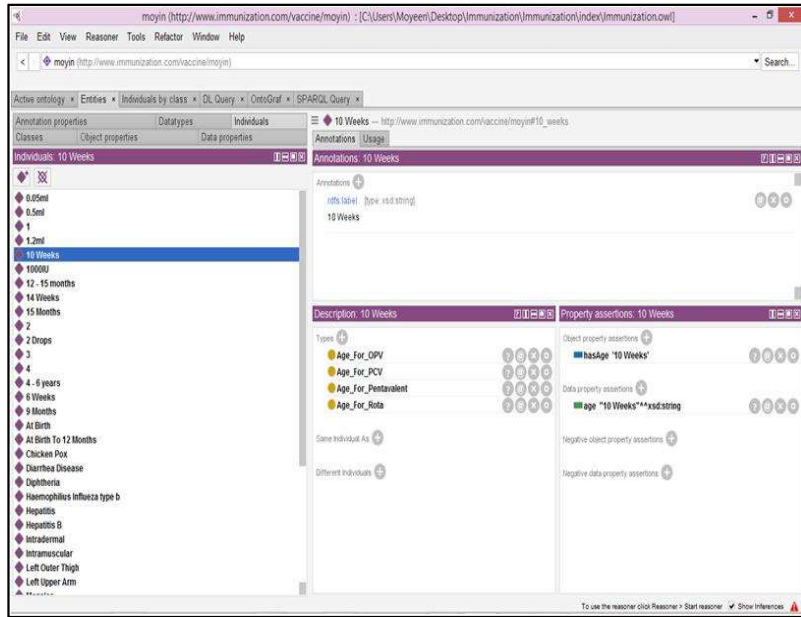 moyin (http://www.immunization.com/vaccine/moyin) : [C:\Users\Moyeen\Desktop\Immunization\Immunization\index\Immunization.owl]
File Edit View Reasoner Tools Refactor Window Help
< moyin (http://www.immunization.com/vaccine/moyin) Search...
Active ontology × Entities × Individuals by class × DL Query × OntoGraf × SPARQL Query ×
Annotation properties Datatypes Individuals
Classes Object properties Data properties
Individuals: 10 Weeks
0.05ml
0.5ml
1
1.2ml
10 Weeks
1000IU
12 - 15 months
14 Weeks
15 Months
2
2 Drops
3
4
4 - 6 years
6 Weeks
9 Months
At Birth
At Birth To 12 Months
Chicken Pox
Diarrhea Disease
Diphtheria
Haemophilius Influeza type b
Hepatitis
Hepatitis B
Intradermal
Intramuscular
Left Outer Thigh
Left Upper Arm
10 Weeks — http://www.immunization.com/vaccine/moyin#10_weeks
Annotations Usage
Annotations: 10 Weeks
Annotations
rdfs:label [type: xsd:string]
10 Weeks
Description: 10 Weeks
Types
Age_For_OPV
Age_For_PCV
Age_For_Pentavalent
Age_For_Rota
Same Individual As
Different Individuals
Property assertions: 10 Weeks
Object property assertions
hasAge '10 Weeks'
Data property assertions
age "10 Weeks"^^xsd:string
Negative object property assertions
Negative data property assertions
To use the reasoner click Reasoner > Start reasoner Show Inferences